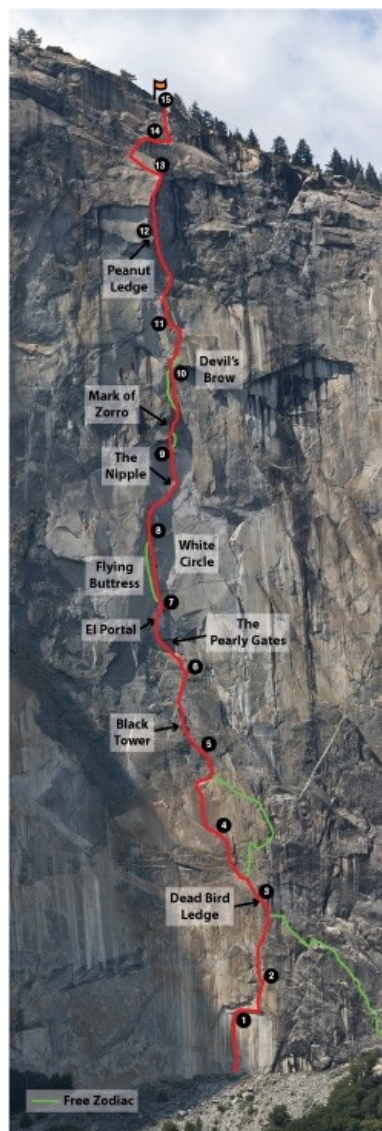 15
14
13
12
Peanut
Ledge
11
Devil's
Brow
10
Mark of
Zorro
9
The
Nipple
8
White
Circle
Flying
Buttress
7
El Portal
The
Pearly Gates
6
Black
Tower
5
4
3
Dead Bird
Ledge
2
1
Free Zodiac